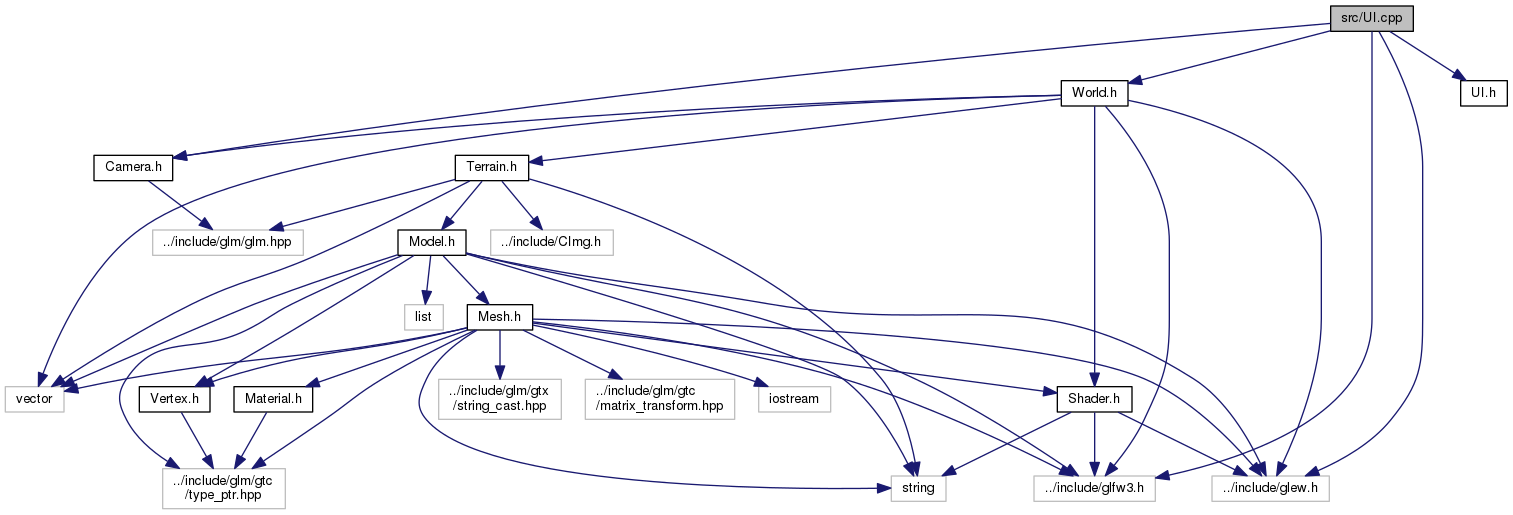 src/UI.cpp
World.h
UI.h
Camera.h
Terrain.h
../include/glm/glm.hpp
Model.h
../include/CImg.h
list
Mesh.h
vector
Vertex.h
Material.h
../include/glm/gtx
/string_cast.hpp
../include/glm/gtc
/matrix_transform.hpp
iostream
Shader.h
../include/glm/gtc
/type_ptr.hpp
string
../include/glfw3.h
../include/glew.h